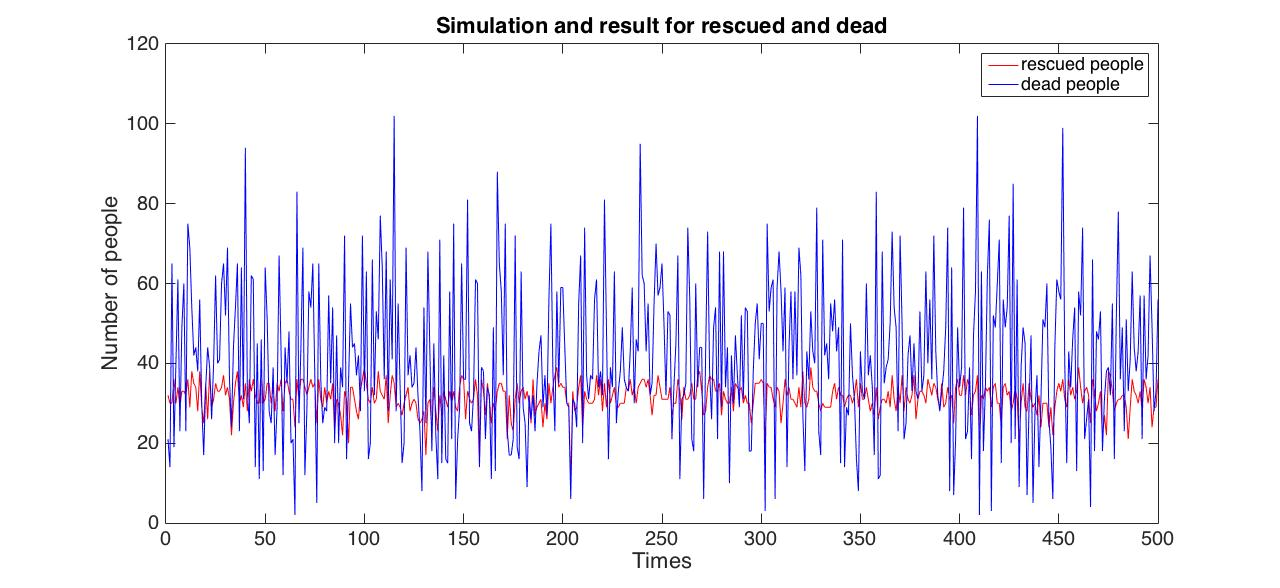 Simulation and result for rescued and dead
120
100
80
60
40
20
0
Number of people
rescued people
dead people
0 50 100 150 200 250 300 350 400 450 500
Times